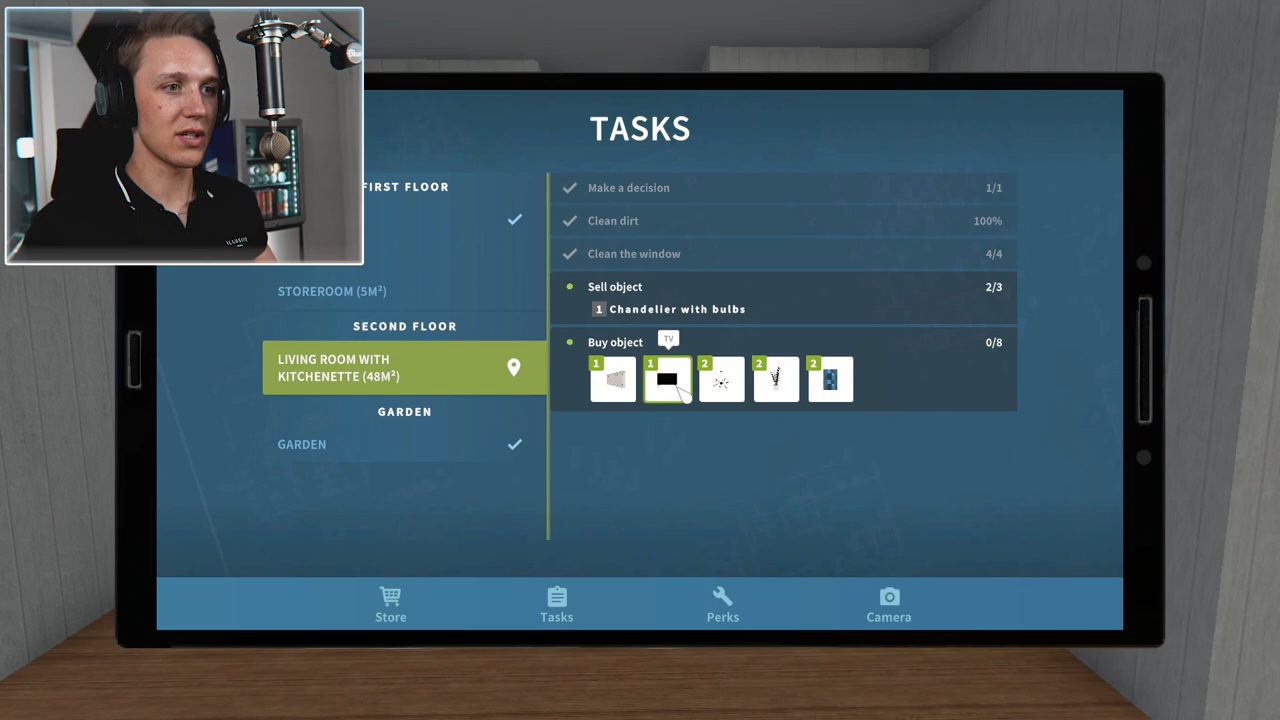 TASKS
FIRST FLOOR
STOREROOM (5M²)
SECOND FLOOR
LIVING ROOM WITH
KITCHENETTE (48M²)
GARDEN
GARDEN
Make a decision 1/1
Clean dirt 100%
Clean the window 4/4
Sell object 2/3
1 Chandelier with bulbs
TV
Buy object 0/8
1 1 2 2 2
Store Tasks Perks Camera